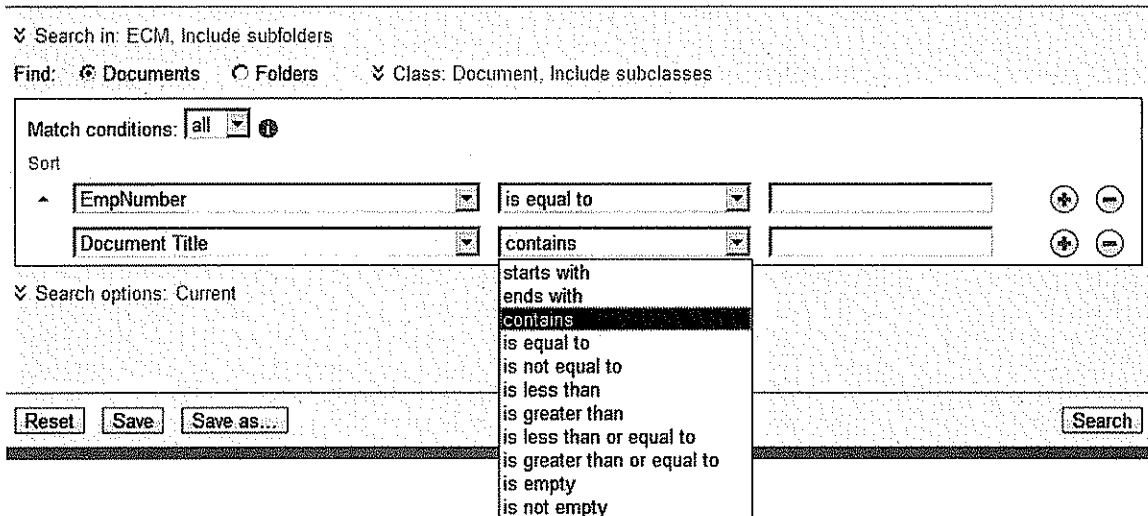 Search in: ECM, Include subfolders
Find: Documents Folders Class: Document, Include subclasses
Match conditions: all
Sort
EmpNumber is equal to
Document Title contains
starts with
Search options: Current
ends with
contains
is equal to
is not equal to
is less than
is greater than
is less than or equal to
is greater than or equal to
is empty
is not empty
Reset Save Save as... Search